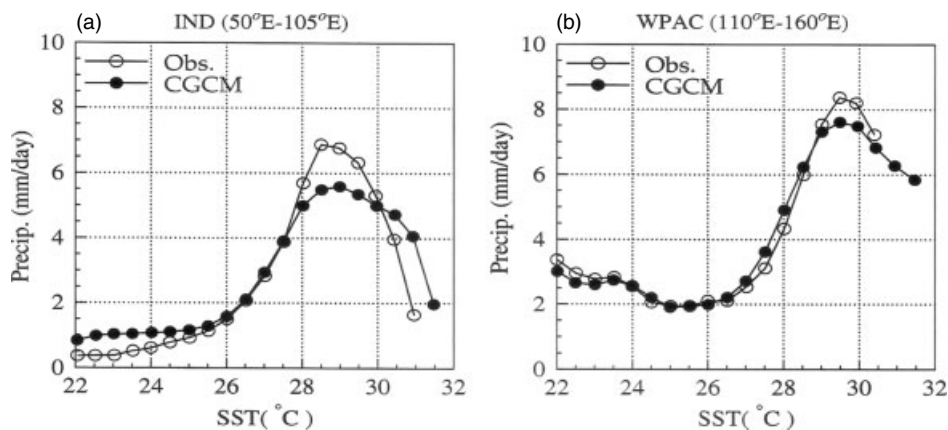 (a) IND (50°E-105°E)
10
8
6
4
2
0
Precip. (mm/day)
Obs.
CGCM
22 24 26 28 30 32
SST( °C)
(b) WPAC (110°E-160°E)
10
8
6
4
2
0
Precip. (mm/day)
Obs.
CGCM
22 24 26 28 30 32
SST( °C)